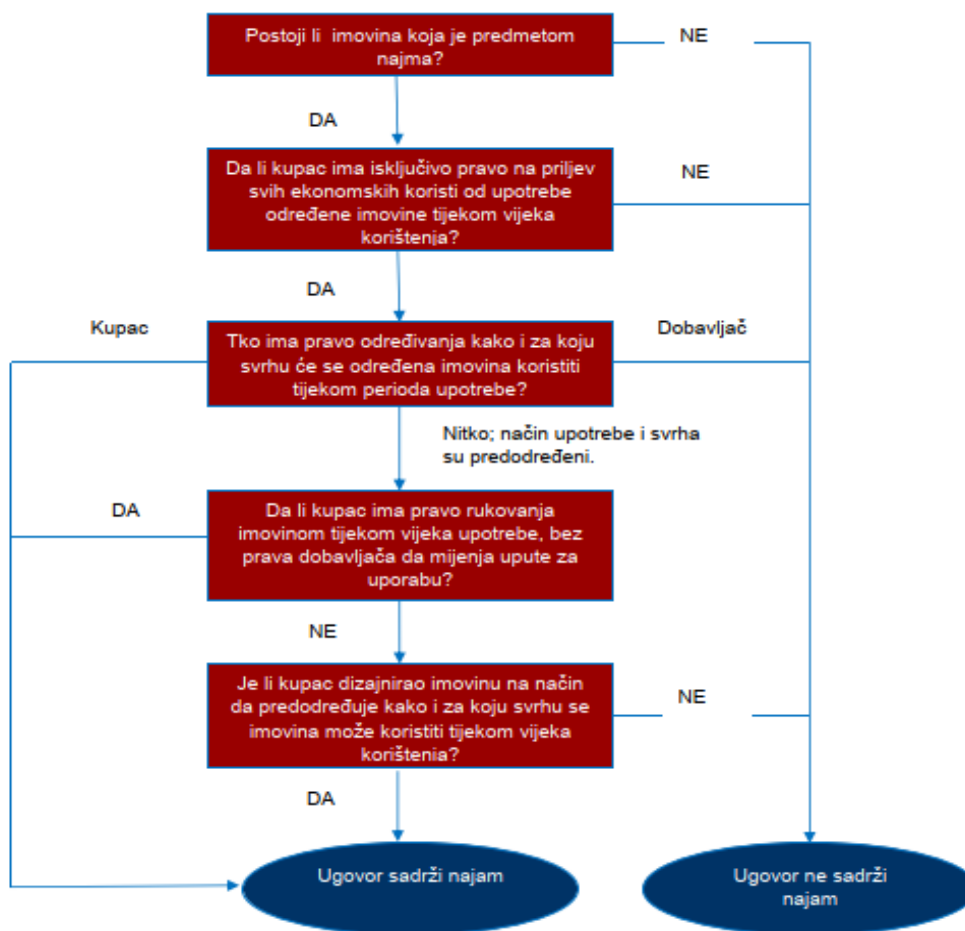 Postoji li imovina koja je predmetom
najma?
NE
DA
Da li kupac ima isključivo pravo na priljev
svih ekonomskih koristi od upotrebe
određene imovine tijekom vijeka
korištenja?
NE
DA
Kupac
Tko ima pravo određivanja kako i za koju
svrhu će se određena imovina koristiti
tijekom perioda upotrebe?
Dobavljač
Nitko; način upotrebe i svrha
su predodređeni.
DA
Da li kupac ima pravo rukovanja
imovinom tijekom vijeka upotrebe, bez
prava dobavljača da mijenja upute za
uporabu?
NE
Je li kupac dizajnirao imovinu na način
da predodređuje kako i za koju svrhu se
imovina može koristiti tijekom vijeka
korištenia?
NE
DA
Ugovor sadrži najam
Ugovor ne sadrži
najam